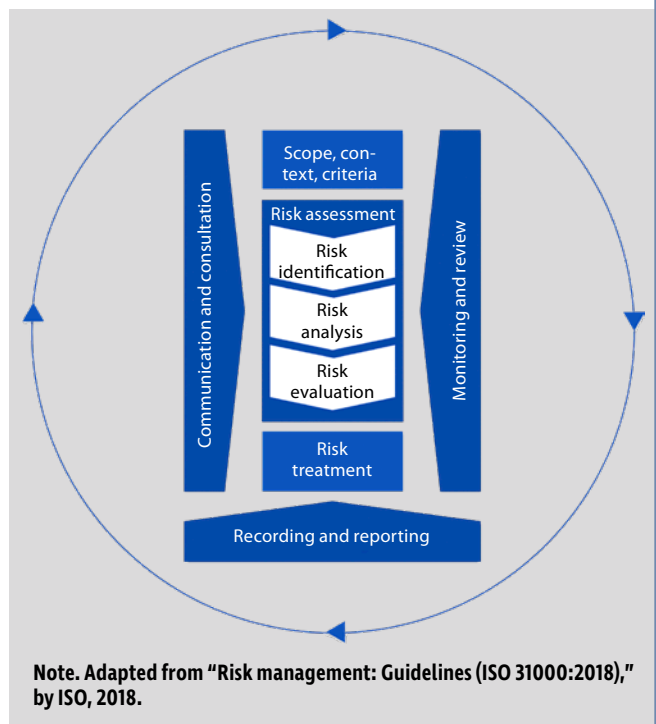 Scope, con-
text, criteria
Communication and consultation
Risk assessment
Risk
identification
Risk
analysis
Risk
evaluation
Monitoring and review
Risk
treatment
Recording and reporting
Note. Adapted from “Risk management: Guidelines (ISO 31000:2018),”
by ISO, 2018.